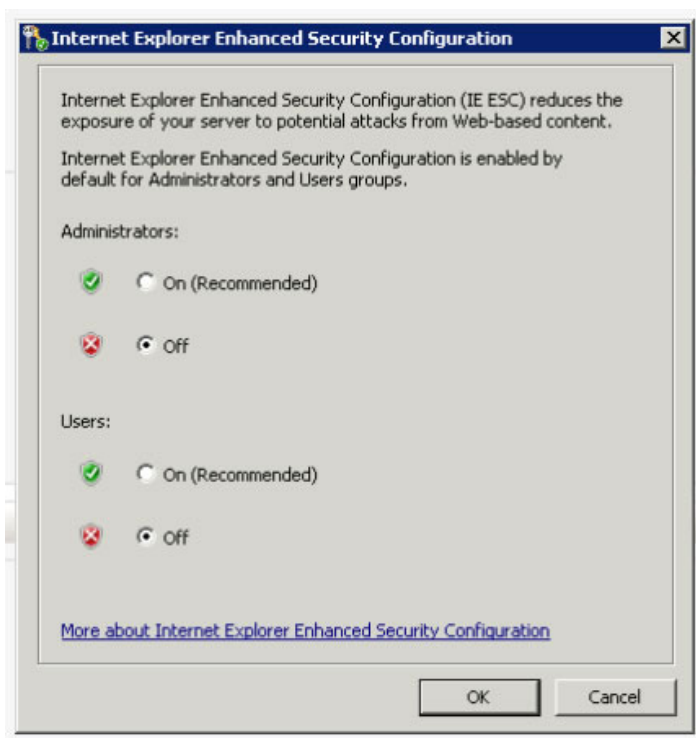 Internet Explorer Enhanced Security Configuration
Internet Explorer Enhanced Security Configuration (IE ESC) reduces the
exposure of your server to potential attacks from Web-based content.
Internet Explorer Enhanced Security Configuration is enabled by
default for Administrators and Users groups.
Administrators:
On (Recommended)
Off
Users:
On (Recommended)
Off
More about Internet Explorer Enhanced Security Configuration
OK Cancel